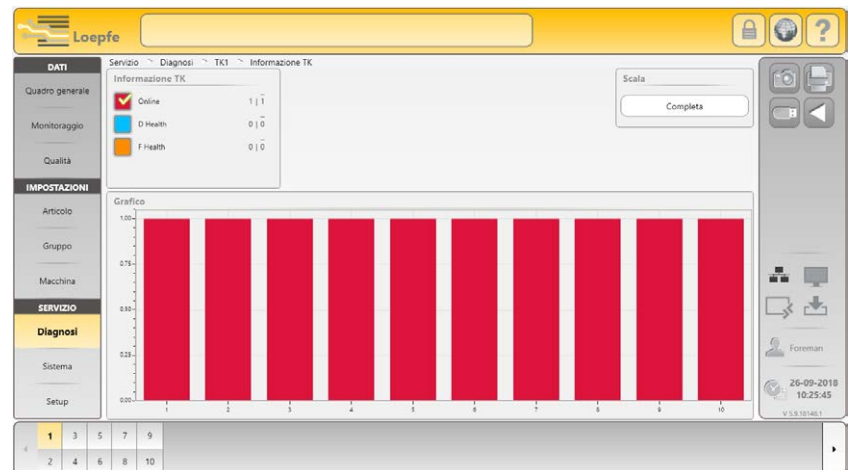 Loepfe
?
DATI
Quadro generale
Monitoraggio
Qualità
IMPOSTAZIONI
Articolo
Gruppo
Macchina
SERVIZIO
Diagnosi
Sistema
Setup
Servizio Diagnosi TK1 Informazione TK
Informazione TK
Online 1 | 1
D Health 0 | 0
F Health 0 | 0
Scala
Completa
Grafico
1,00
0.75
0.50
0.25
0.00
1 2 3 4 5 6 7 8 9 10
Foreman
26-09-2018
10:25:45
1 3 5 7 9
2 4 6 8 10